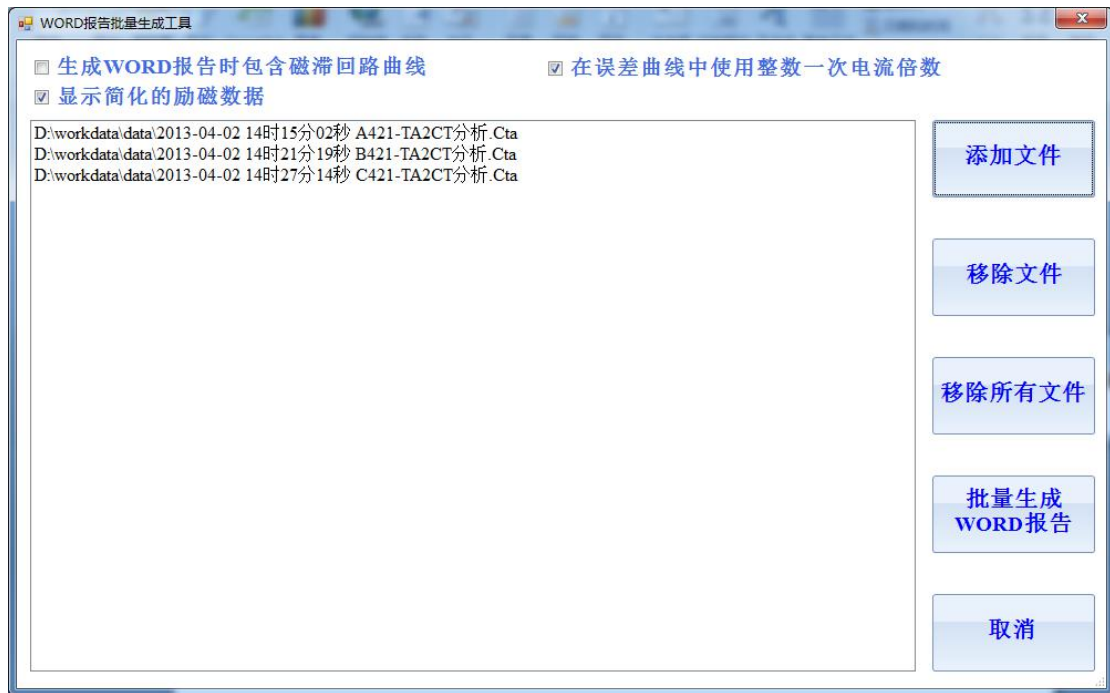 WORD报告批量生成工具
生成WORD报告时包含磁滞回路曲线
在误差曲线中使用整数一次电流倍数
显示简化的励磁数据
D:\workdata\data\2013-04-02 14时15分02秒 A421-TA2CT分析.Cta
D:\workdata\data\2013-04-02 14时21分19秒 B421-TA2CT分析.Cta
D:\workdata\data\2013-04-02 14时27分14秒 C421-TA2CT分析.Cta
添加文件
移除文件
移除所有文件
批量生成
WORD报告
取消